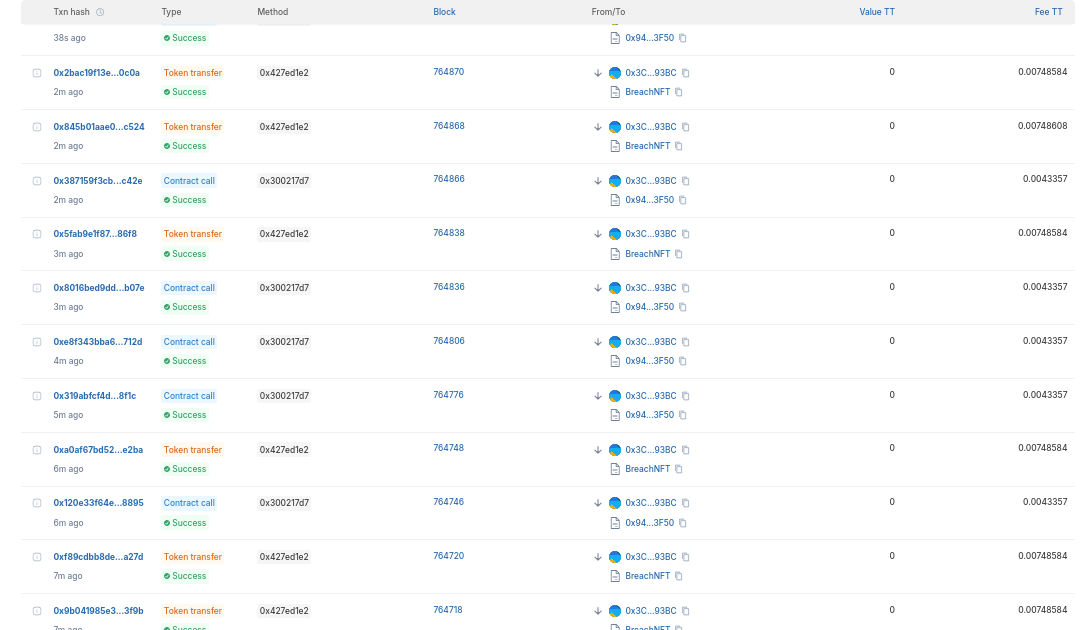 Txn hash Type Method Block From/To Value TT Fee TT
38s ago Success 0x94...3F50
0x2bac19f13e...0c0a Token transfer 0x427ed1e2 764870 0x3C...93BC 0 0.00748584
2m ago Success BreachNFT
0x845b01aae0...c524 Token transfer 0x427ed1e2 764868 0x3C...93BC 0 0.00748608
2m ago Success BreachNFT
0x387159f3cb...c42e Contract call 0x300217d7 764866 0x3C...93BC 0 0.0043357
2m ago Success 0x94...3F50
0x5fab9e1f87...86f8 Token transfer 0x427ed1e2 764838 0x3C...93BC 0 0.00748584
3m ago Success BreachNFT
0x8016bed9dd...b07e Contract call 0x300217d7 764836 0x3C...93BC 0 0.0043357
3m ago Success 0x94...3F50
0xe8f343bba6...712d Contract call 0x300217d7 764806 0x3C...93BC 0 0.0043357
4m ago Success 0x94...3F50
0x319abfcf4d...8f1c Contract call 0x300217d7 764776 0x3C...93BC 0 0.0043357
5m ago Success 0x94...3F50
0xa0af67bd52...e2ba Token transfer 0x427ed1e2 764748 0x3C...93BC 0 0.00748584
6m ago Success BreachNFT
0x120e33f64e...8895 Contract call 0x300217d7 764746 0x3C...93BC 0 0.0043357
6m ago Success 0x94...3F50
0xf89cdbb8de...a27d Token transfer 0x427ed1e2 764720 0x3C...93BC 0 0.00748584
7m ago Success BreachNFT
0x9b041985e3...3f9b Token transfer 0x427ed1e2 764718 0x3C...93BC 0 0.00748584
7m ago Success BreachNFT